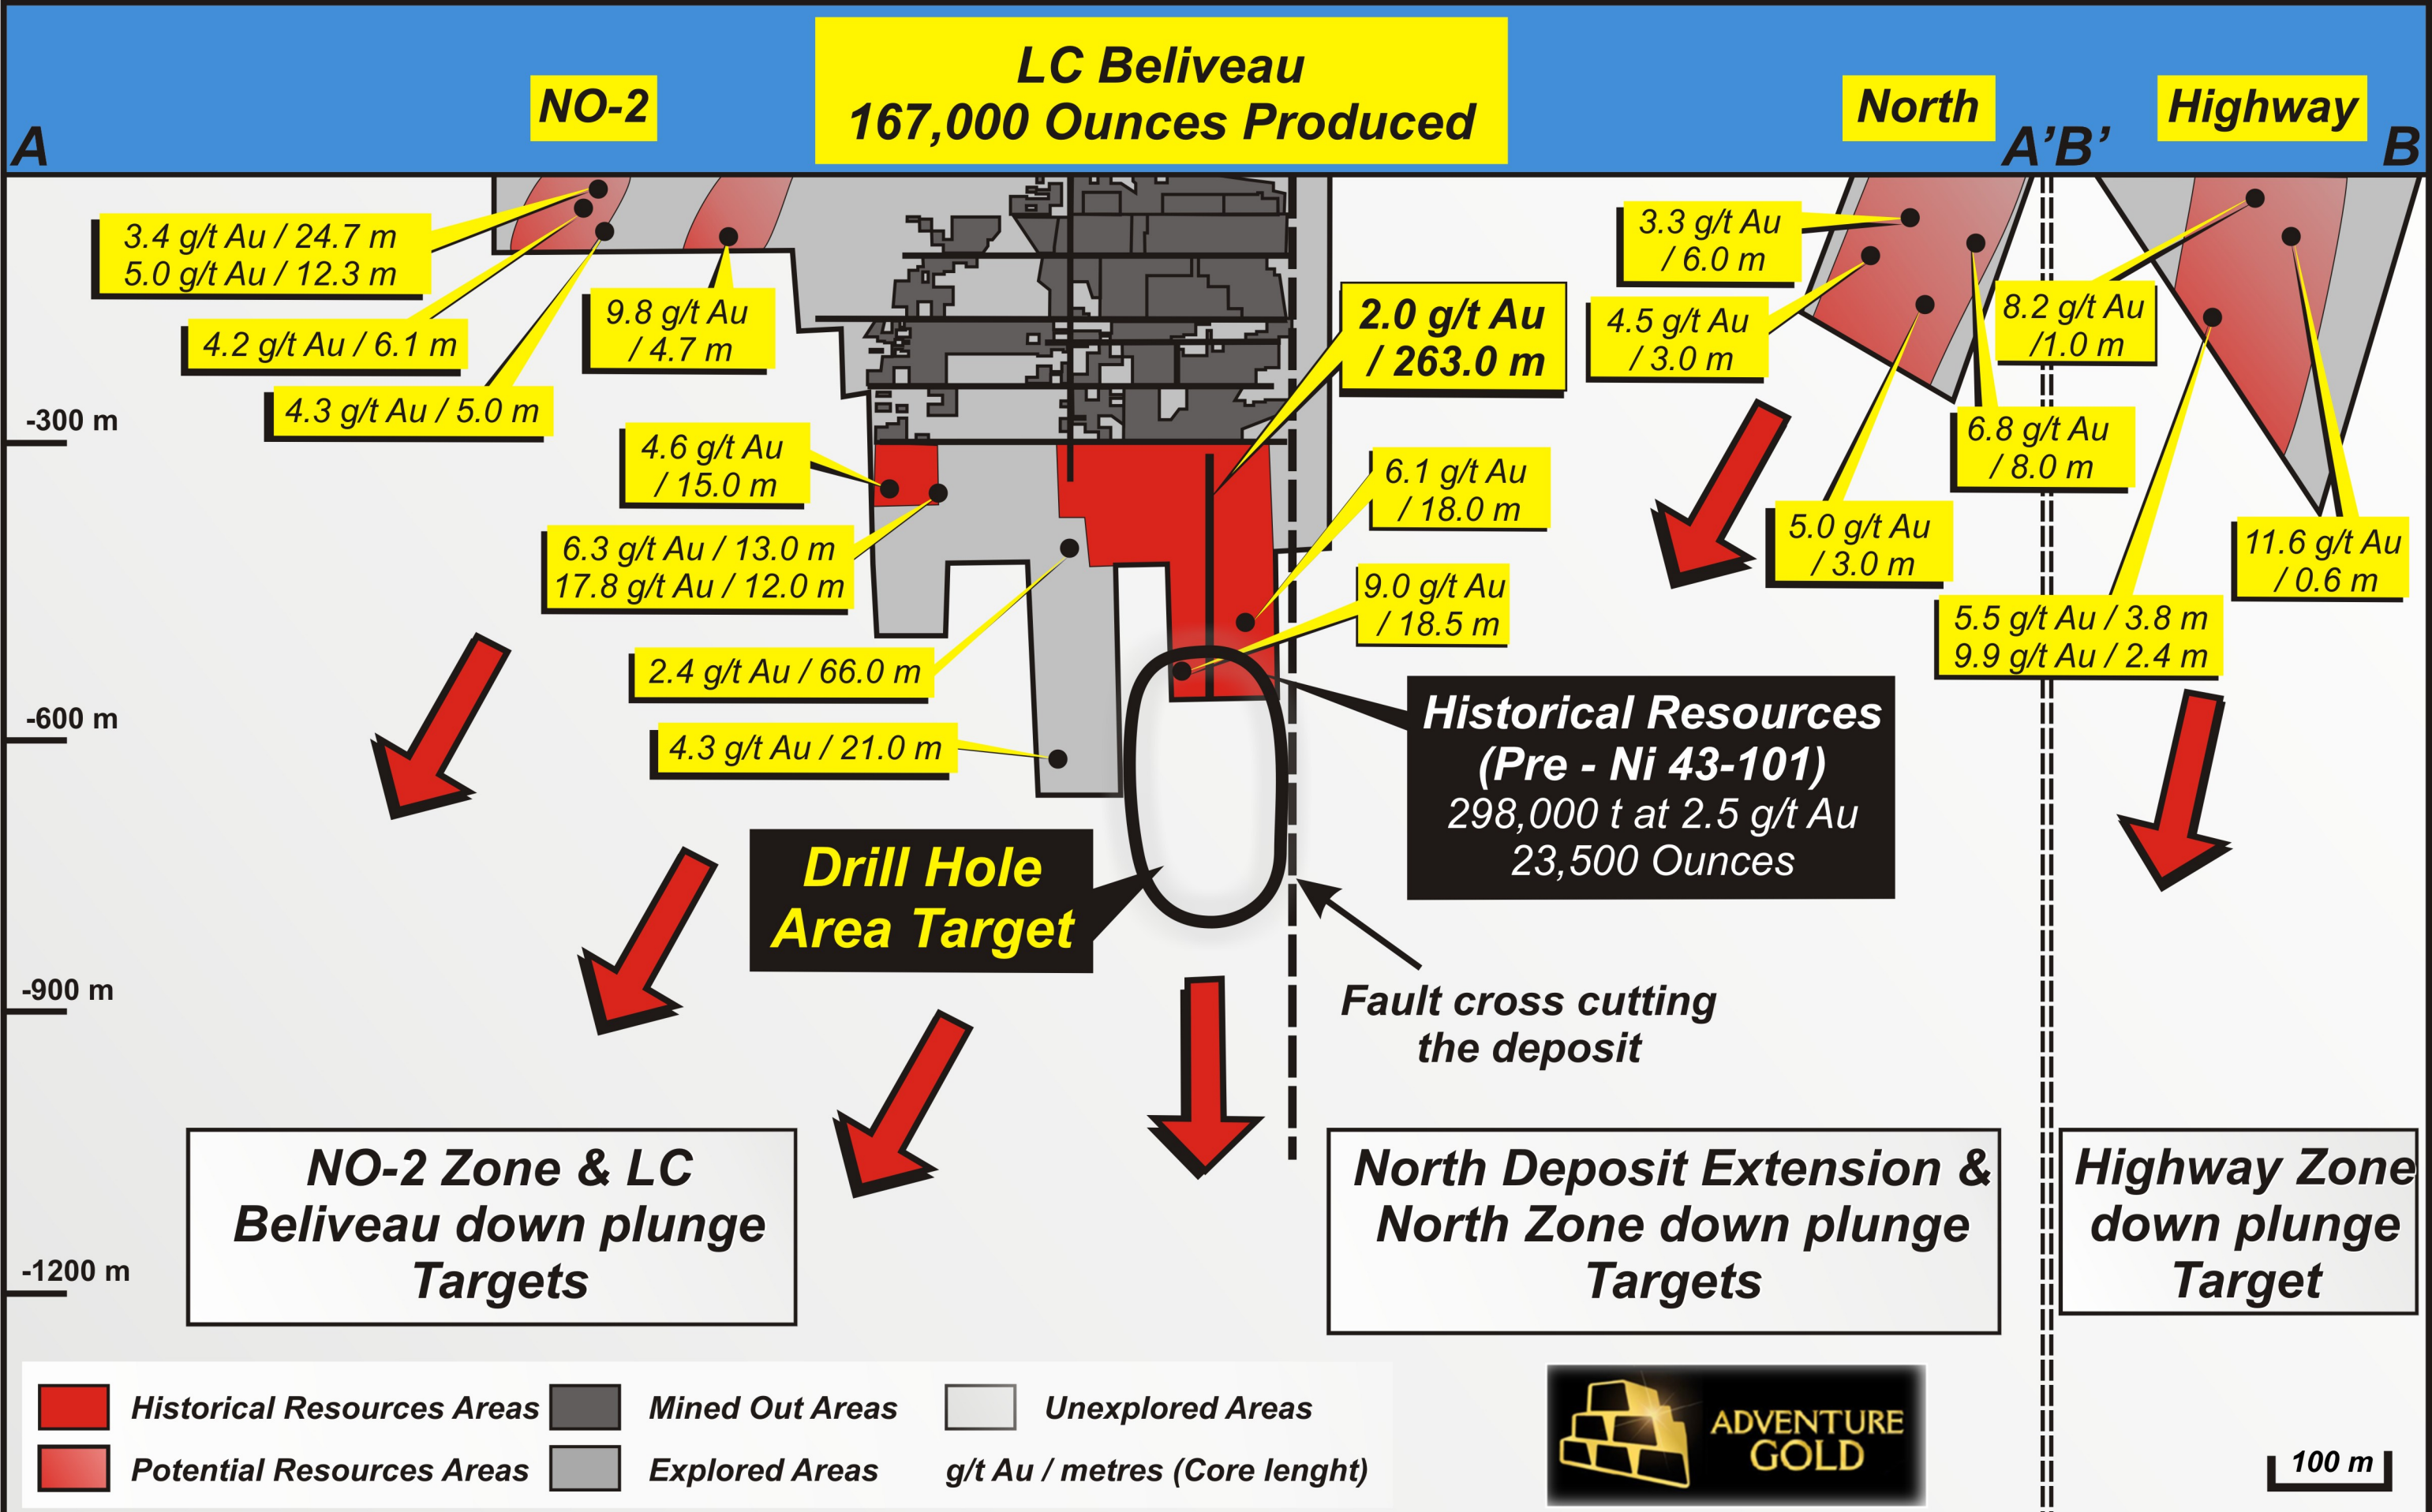 LC Beliveau
167,000 Ounces Produced
NO-2
North
Highway
A
A'B'
B
3.4 g/t Au / 24.7 m
5.0 g/t Au / 12.3 m
4.2 g/t Au / 6.1 m
4.3 g/t Au / 5.0 m
9.8 g/t Au
/ 4.7 m
4.6 g/t Au
/ 15.0 m
6.3 g/t Au / 13.0 m
17.8 g/t Au / 12.0 m
2.4 g/t Au / 66.0 m
4.3 g/t Au / 21.0 m
2.0 g/t Au
/ 263.0 m
6.1 g/t Au
/ 18.0 m
9.0 g/t Au
/ 18.5 m
3.3 g/t Au
/ 6.0 m
4.5 g/t Au
/ 3.0 m
5.0 g/t Au
/ 3.0 m
6.8 g/t Au
/ 8.0 m
8.2 g/t Au
/1.0 m
5.5 g/t Au / 3.8 m
9.9 g/t Au / 2.4 m
11.6 g/t Au
/ 0.6 m
-300 m
-600 m
-900 m
-1200 m
Historical Resources
(Pre - Ni 43-101)
298,000 t at 2.5 g/t Au
23,500 Ounces
Drill Hole
Area Target
Fault cross cutting
the deposit
NO-2 Zone & LC
Beliveau down plunge
Targets
North Deposit Extension &
North Zone down plunge
Targets
Highway Zone
down plunge
Target
Historical Resources Areas
Mined Out Areas
Unexplored Areas
Potential Resources Areas
Explored Areas
g/t Au / metres (Core lenght)
ADVENTURE
GOLD
100 m